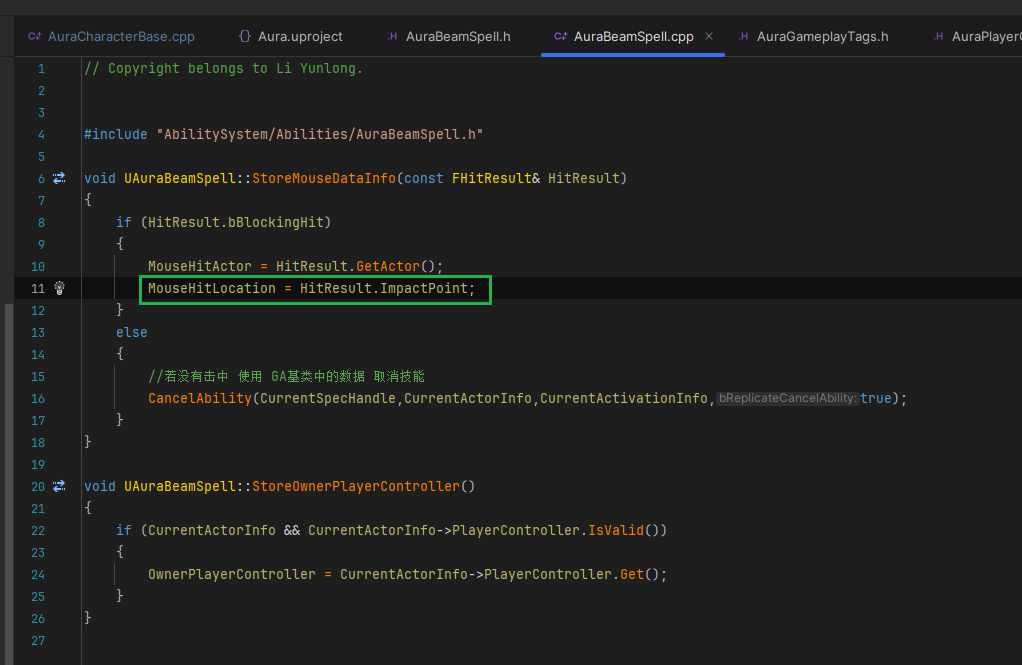 AuraCharacterBase.cpp Aura.uproject AuraBeamSpell.h AuraBeamSpell.cpp AuraGameplayTags.h AuraPlayerC
1 // Copyright belongs to Li Yunlong.
2
3
4 #include "AbilitySystem/Abilities/AuraBeamSpell.h"
5
6 void UAuraBeamSpell::StoreMouseDataInfo(const FHitResult& HitResult)
7 {
8 if (HitResult.bBlockingHit)
9 {
10 MouseHitActor = HitResult.GetActor();
11 MouseHitLocation = HitResult.ImpactPoint;
12 }
13 else
14 {
15 //若没有击中 使用 GA基类中的数据 取消技能
16 CancelAbility(CurrentSpecHandle,CurrentActorInfo,CurrentActivationInfo,bReplicateCancelAbility:true);
17 }
18 }
19
20 void UAuraBeamSpell::StoreOwnerPlayerController()
21 {
22 if (CurrentActorInfo && CurrentActorInfo->PlayerController.IsValid())
23 {
24 OwnerPlayerController = CurrentActorInfo->PlayerController.Get();
25 }
26 }
27